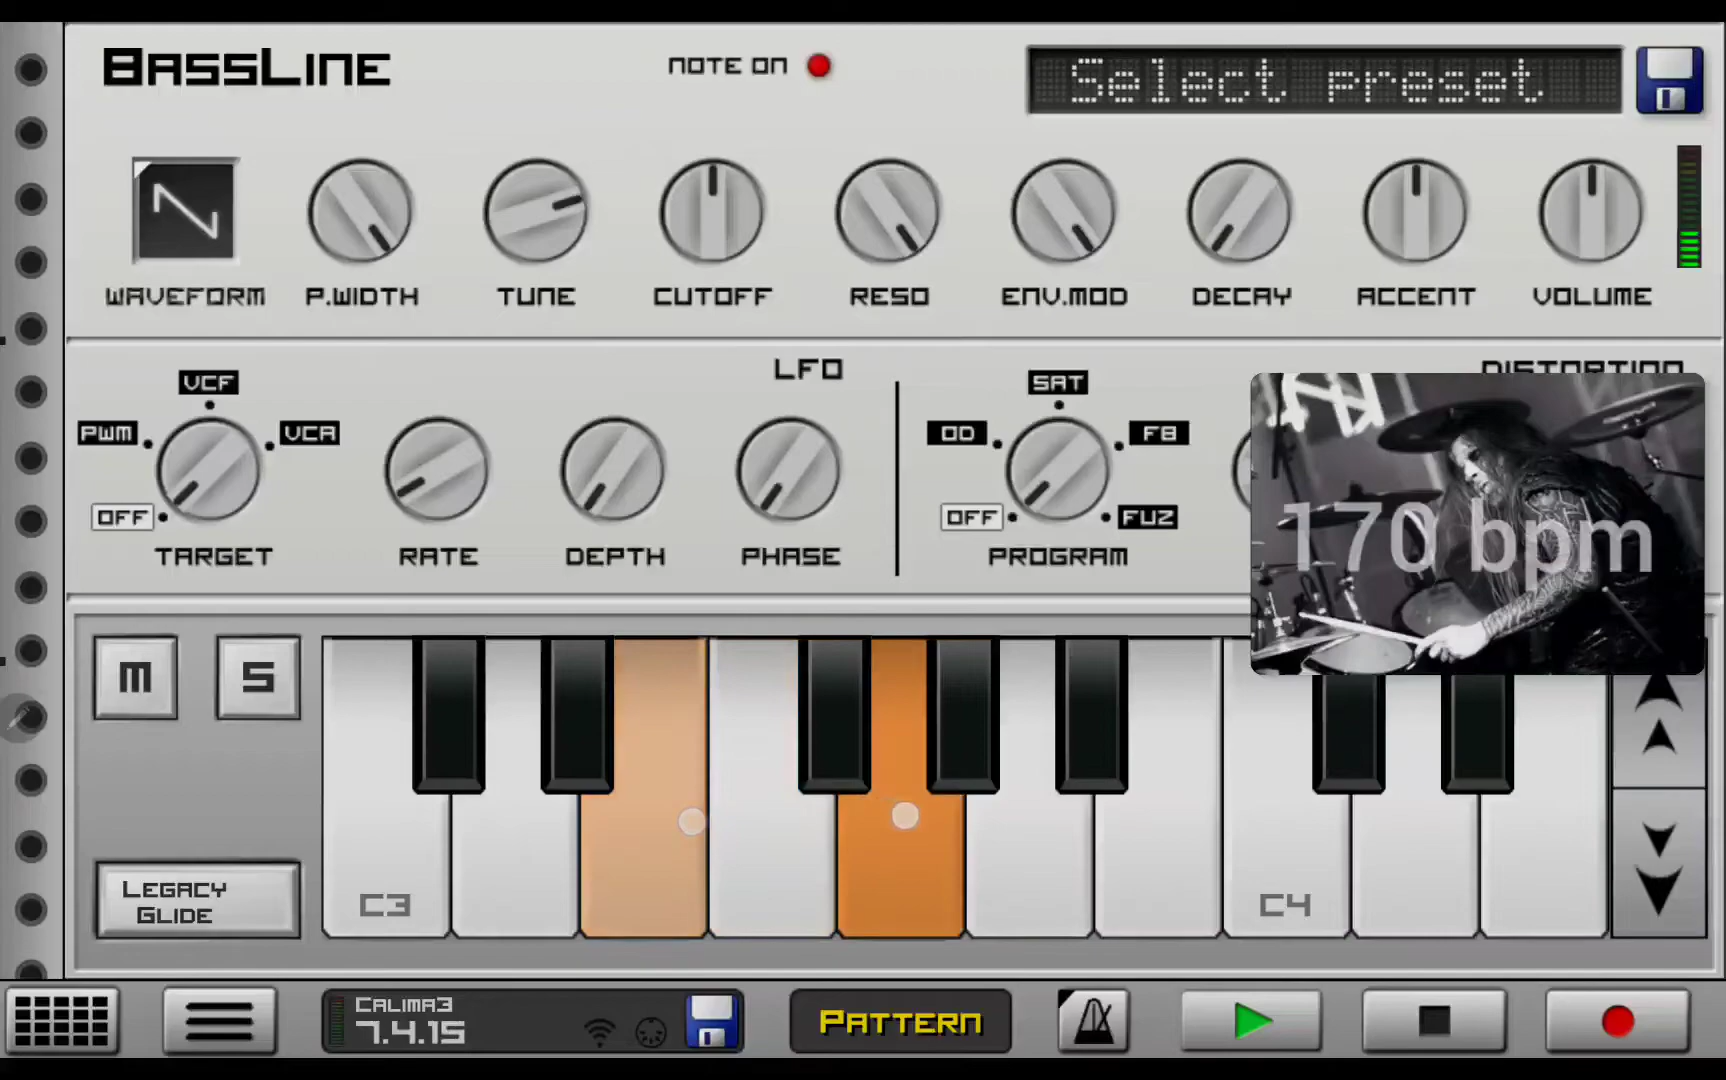 BASSLINE
NOTE ON
Select preset
WAVEFORM P.WIDTH TUNE CUTOFF RESO ENV.MOD DECAY ACCENT VOLUME
LFO
DISTORTION
VCF
PWM
VCA
OFF
TARGET RATE DEPTH PHASE
SAT
OD
FB
OFF
FUZ
PROGRAM
170 bpm
M S
LEGACY
GLIDE
C3
C4
CALIMA3
7.4.15
PATTERN